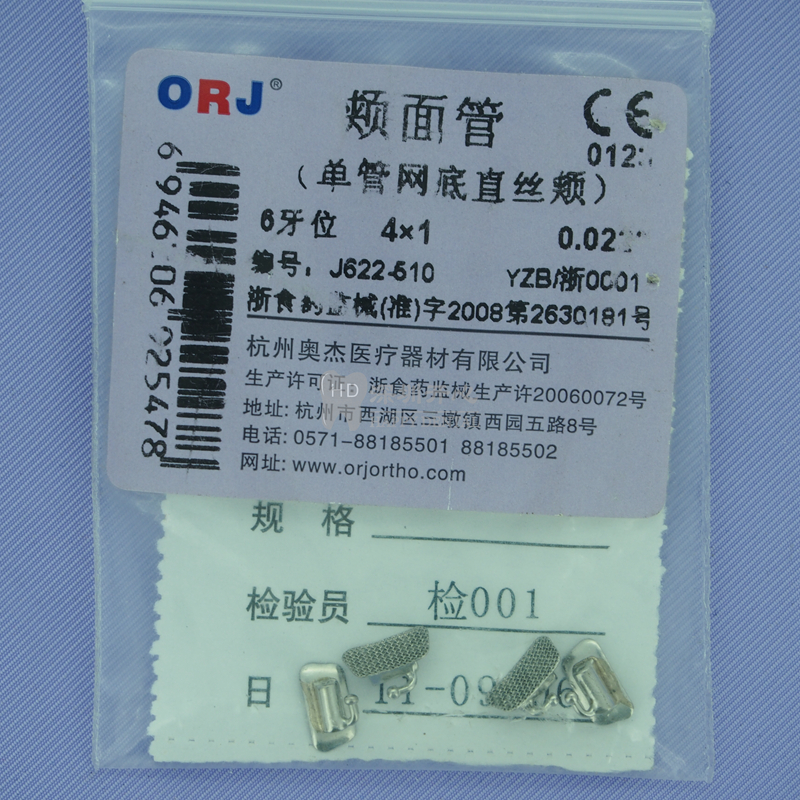 ORJ®
颊面管
CE
012
（单管网底直丝颊）
6牙位 4×1 0.02
编号：J622-510 YZB/浙0001
浙食药监械(准)字2008第2630181号
杭州奥杰医疗器材有限公司
生产许可证：浙食药监械生产许20060072号
地址：杭州市西湖区三墩镇西园五路8号
电话：0571-88185501 88185502
网址：www.orjortho.com
HD
规 格
检验员 检001
日 11-09